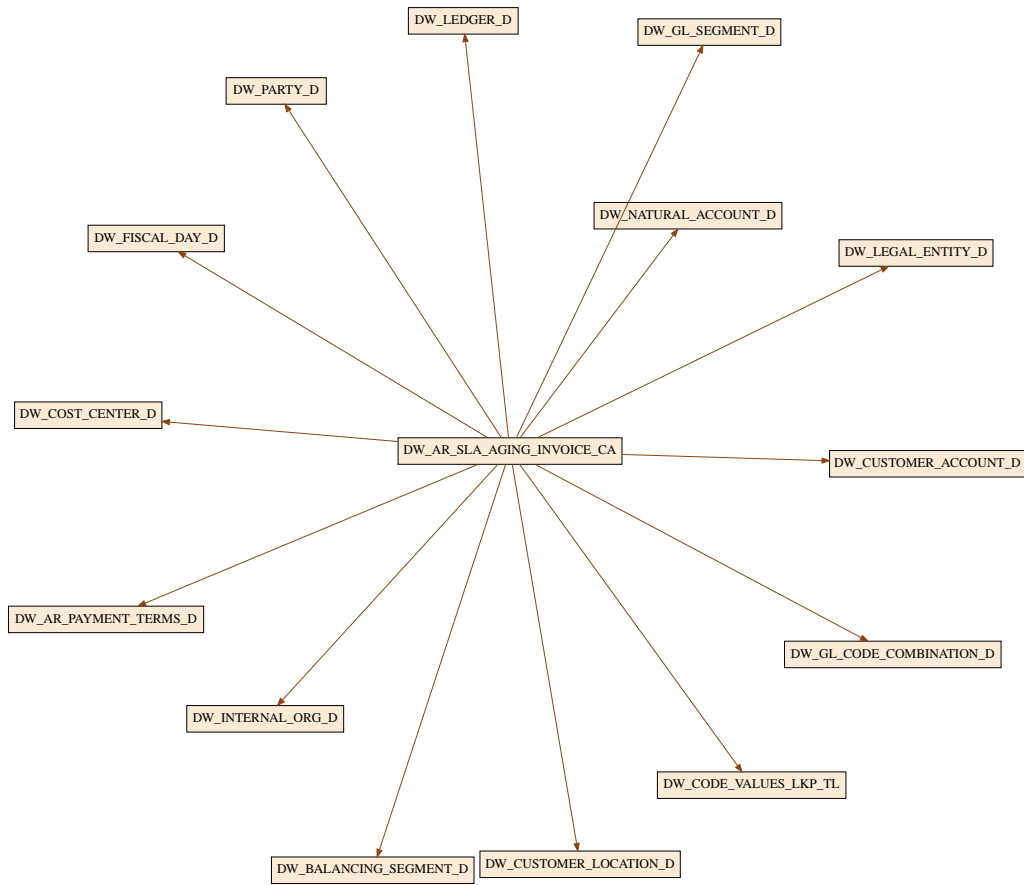 DW_LEDGER_D
DW_GL_SEGMENT_D
DW_PARTY_D
DW_NATURAL_ACCOUNT_D
DW_FISCAL_DAY_D
DW_LEGAL_ENTITY_D
DW_COST_CENTER_D
DW_AR_SLA_AGING_INVOICE_CA
DW_CUSTOMER_ACCOUNT_D
DW_AR_PAYMENT_TERMS_D
DW_GL_CODE_COMBINATION_D
DW_INTERNAL_ORG_D
DW_CODE_VALUES_LKP_TL
DW_BALANCING_SEGMENT_D
DW_CUSTOMER_LOCATION_D